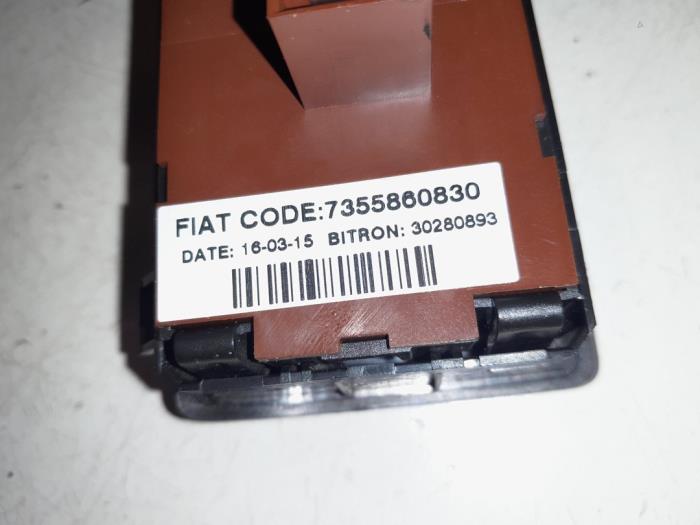 FIAT CODE:7355860830
DATE: 16-03-15 BITRON: 30280893